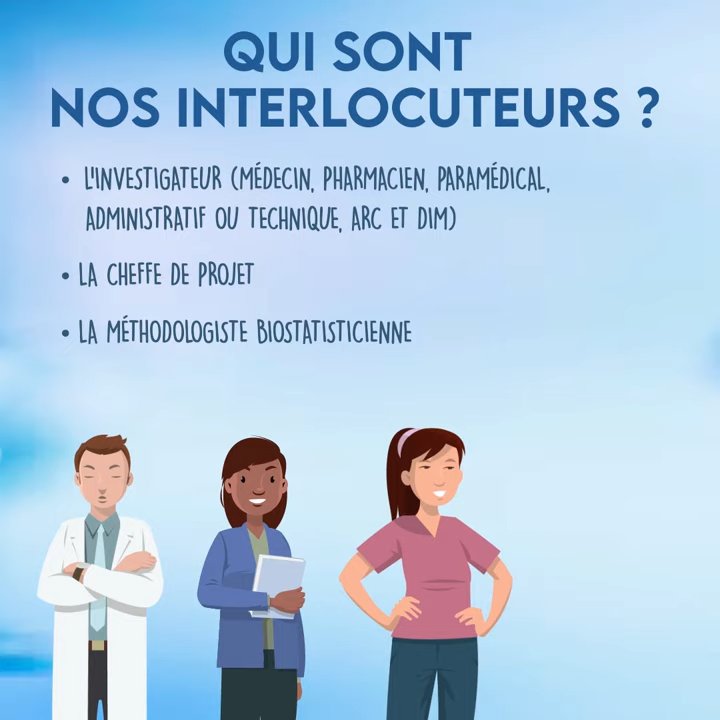 QUI SONT
NOS INTERLOCUTEURS ?
• L'INVESTIGATEUR (MÉDECIN, PHARMACIEN, PARAMÉDICAL,
ADMINISTRATIF OU TECHNIQUE, ARC ET DIM)
• LA CHEFFE DE PROJET
• LA MÉTHODOLOGISTE BIOSTATISTICIENNE